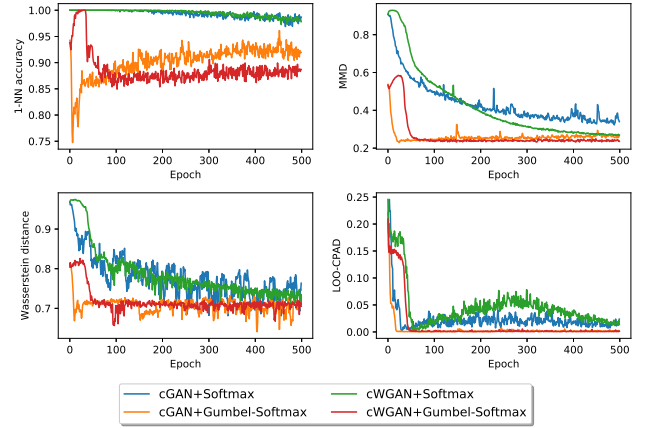 1.00
0.95
0.90
0.85
0.80
0.75
1-NN accuracy
0 100 200 300 400 500
Epoch
0.8
0.6
0.4
0.2
MMD
0 100 200 300 400 500
Epoch
0.9
0.8
0.7
Wasserstein distance
0 100 200 300 400 500
Epoch
0.25
0.20
0.15
0.10
0.05
0.00
LOO-CPAD
0 100 200 300 400 500
Epoch
cGAN+Softmax
cGAN+Gumbel-Softmax
cWGAN+Softmax
cWGAN+Gumbel-Softmax